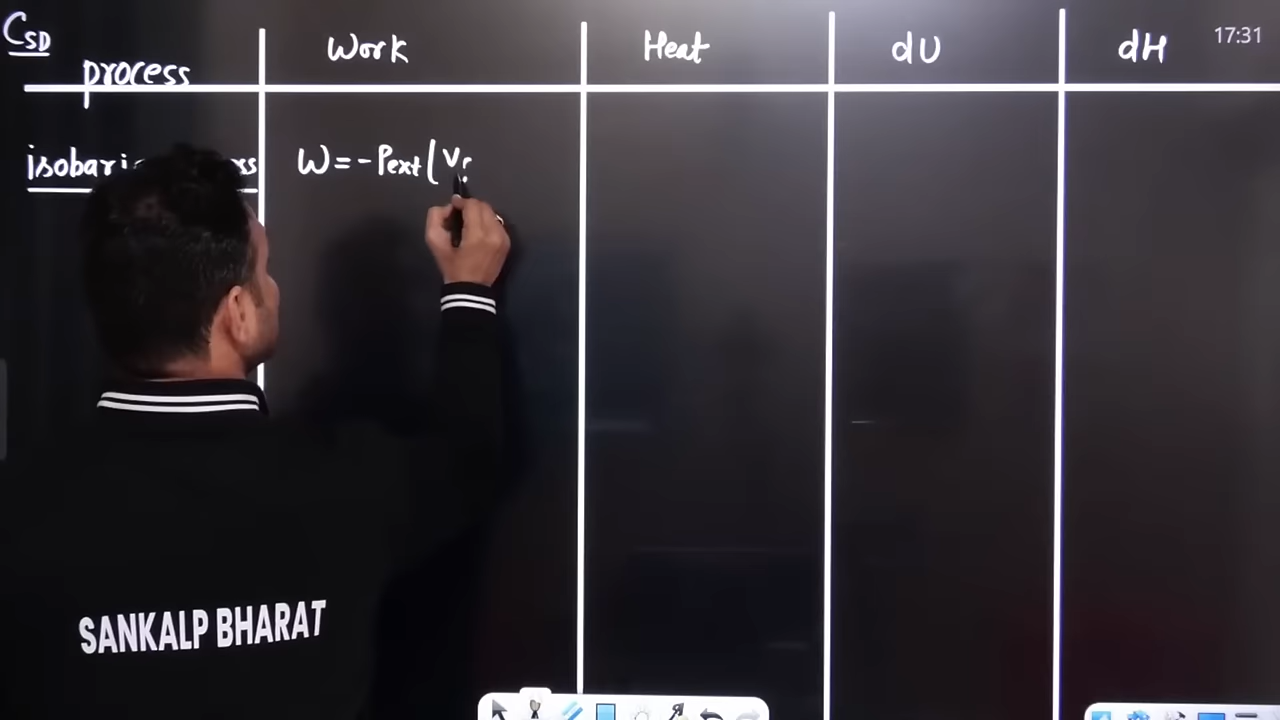 CSD
process
Work
Heat
dU
dH
17:31
W=-Pext(V
SANKALP BHARAT